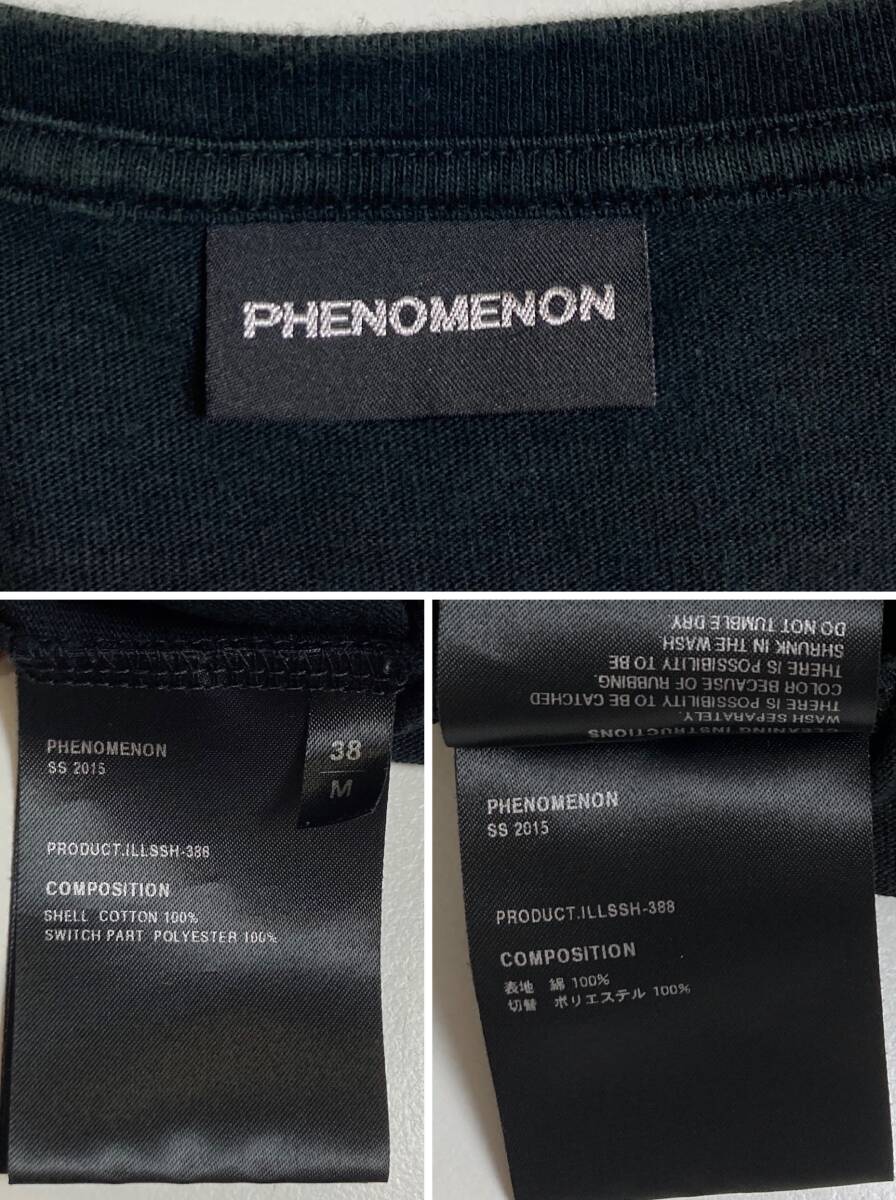 PHENOMENON
PHENOMENON
SS 2015
38
M
PRODUCT.ILLSSH-388
COMPOSITION
SHELL COTTON 100%
SWITCH PART POLYESTER 100%
CLEANING INSTRUCTIONS
WASH SEPARATELY.
THERE IS POSSIBILITY TO BE CATCHED
COLOR BECAUSE OF RUBBING.
THERE IS POSSIBILITY TO BE
SHRUNK IN THE WASH.
DO NOT TUMBLE DRY
PHENOMENON
SS 2015
PRODUCT.ILLSSH-388
COMPOSITION
表地 綿 100%
切替 ポリエステル 100%